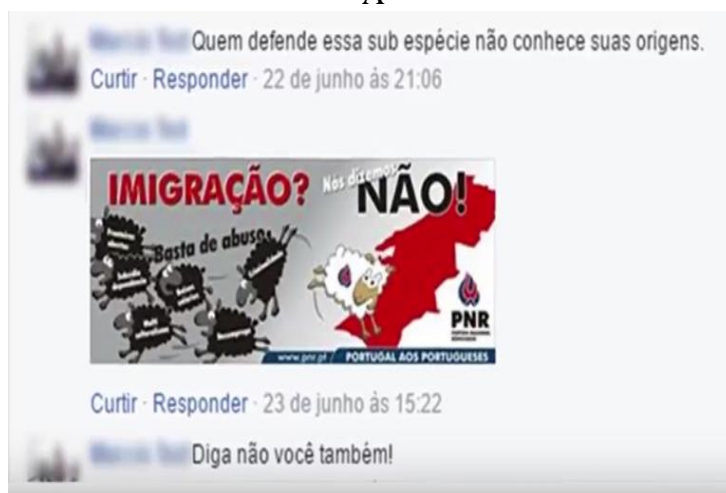 Quem defende essa sub espécie não conhece suas origens.
Curtir · Responder · 22 de junho às 21:06
IMIGRAÇÃO? Nós dizemos NÃO!
Basta de abusos
PNR
www.pnr.pt / PORTUGAL AOS PORTUGUESES
Curtir · Responder · 23 de junho às 15:22
Diga não você também!